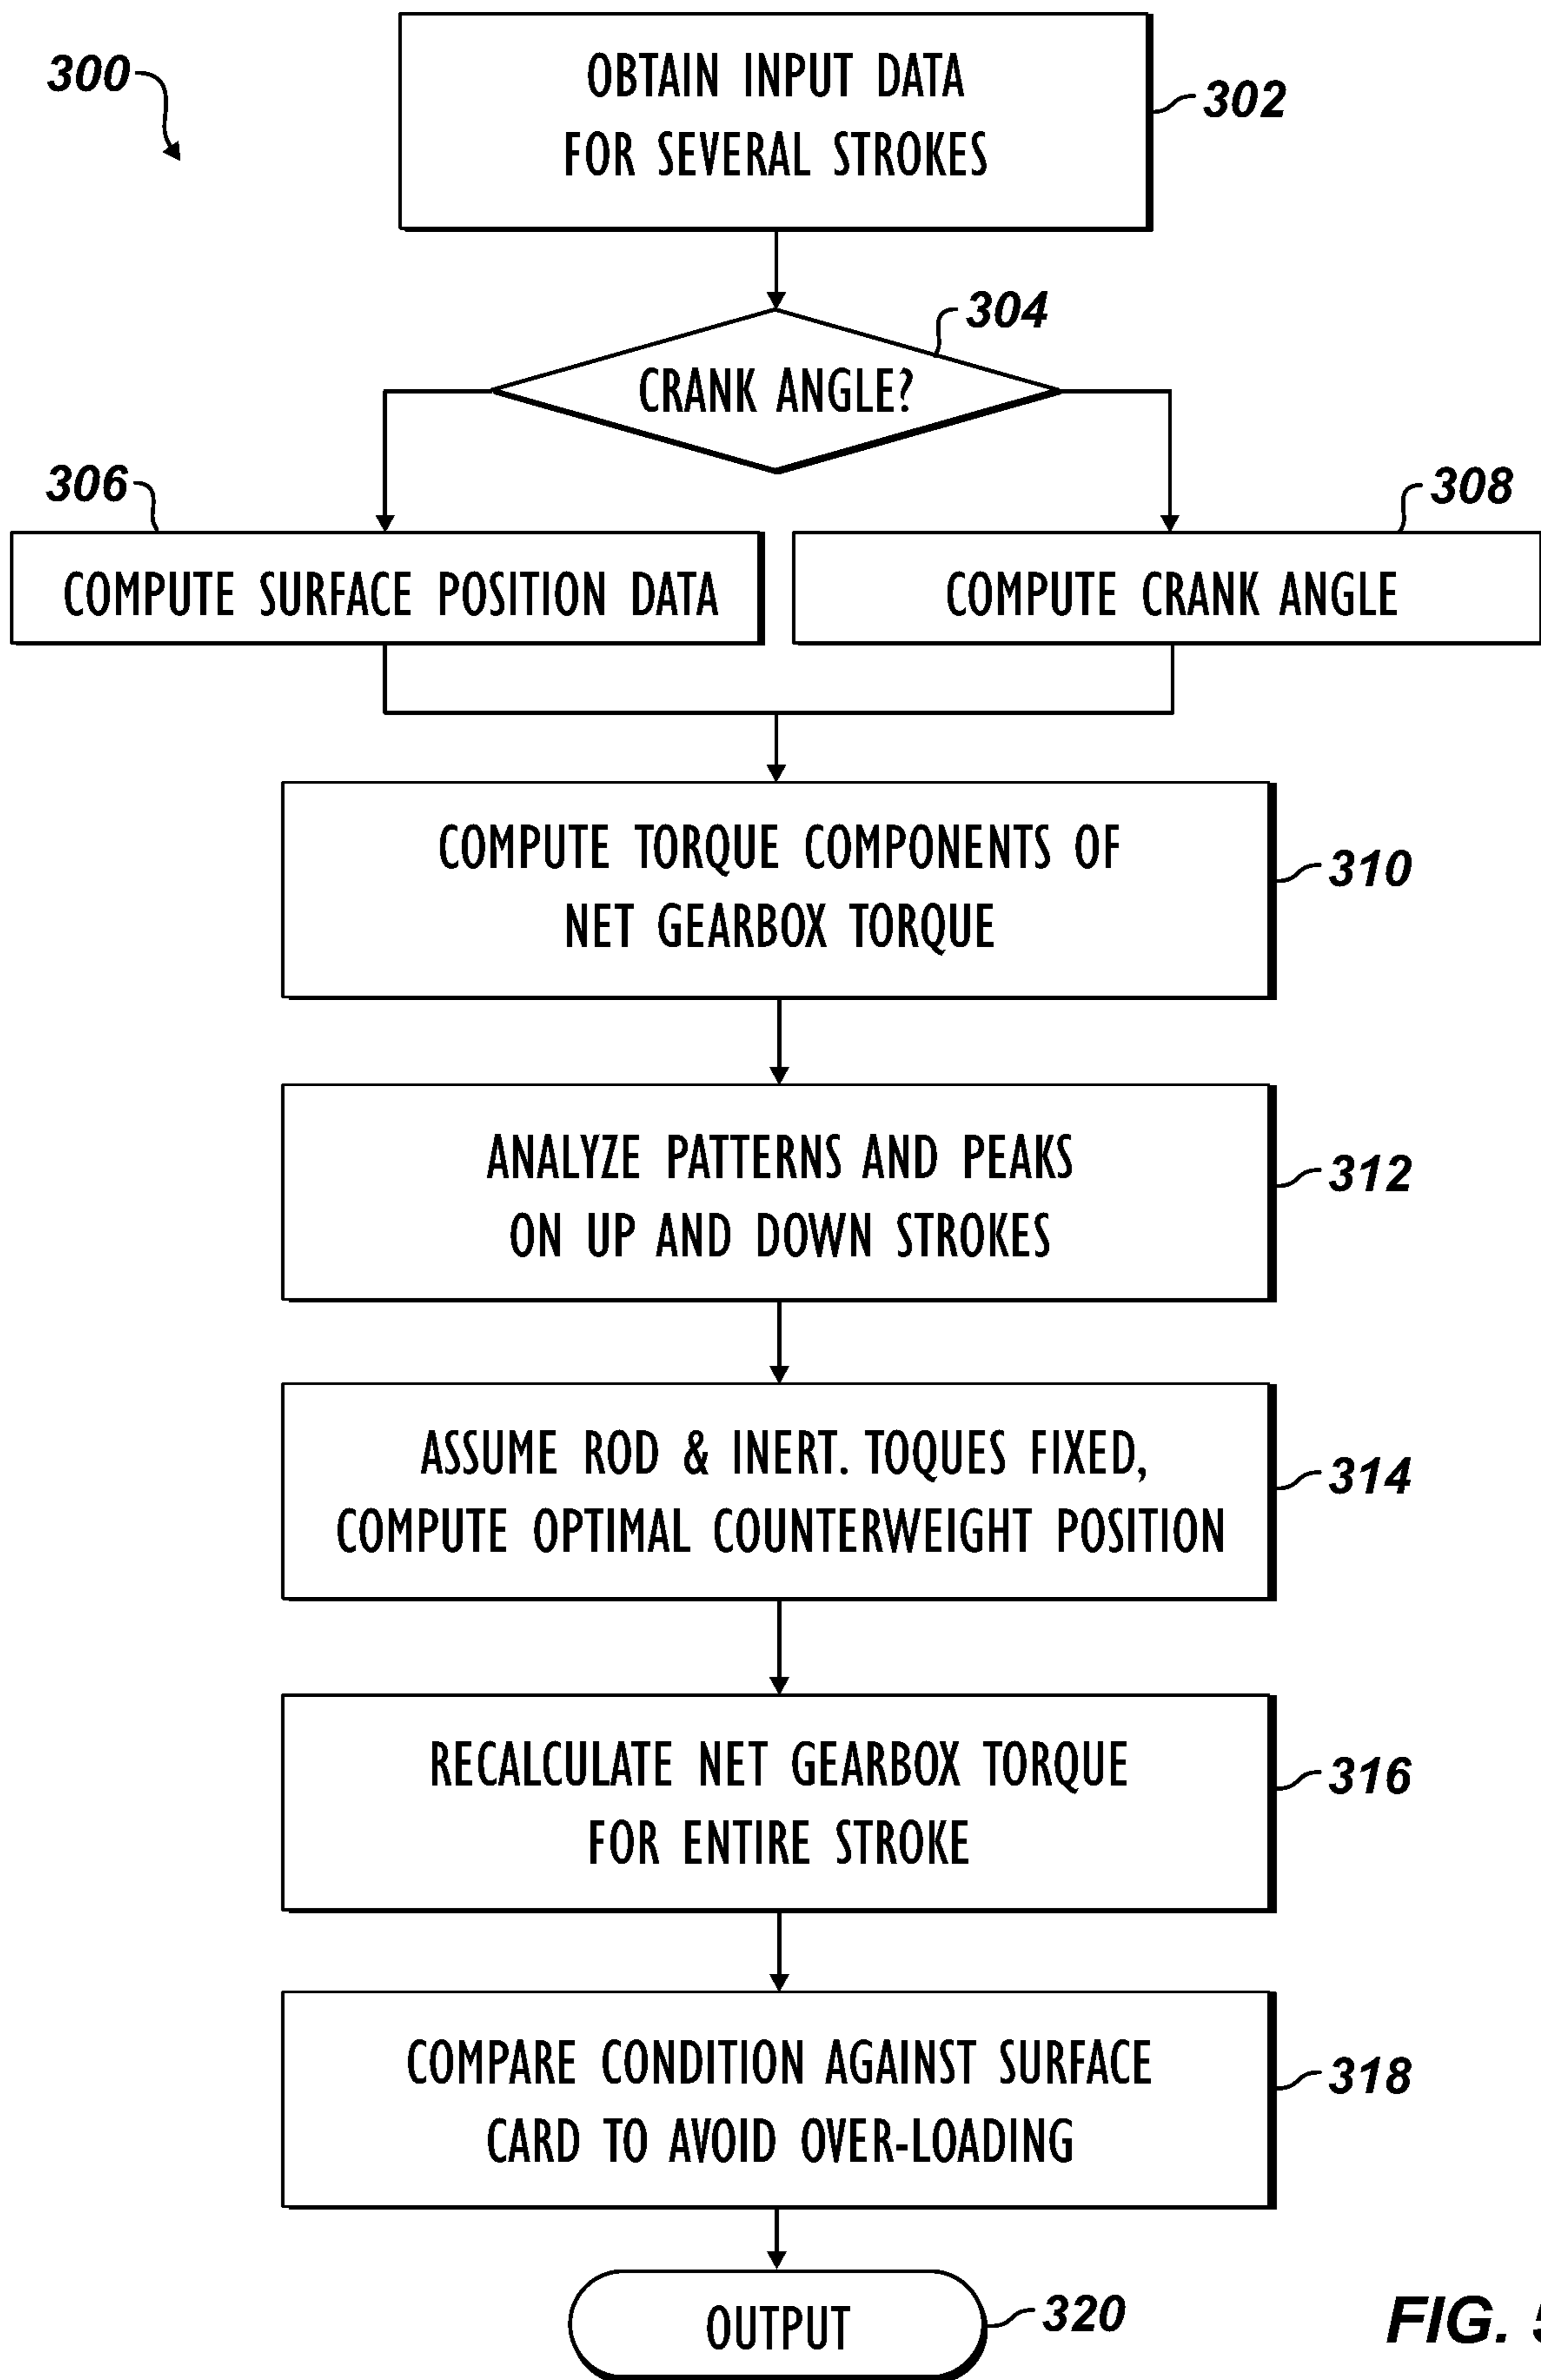 300
OBTAIN INPUT DATA
FOR SEVERAL STROKES
302
304
CRANK ANGLE?
306
308
COMPUTE SURFACE POSITION DATA
COMPUTE CRANK ANGLE
COMPUTE TORQUE COMPONENTS OF
NET GEARBOX TORQUE
310
ANALYZE PATTERNS AND PEAKS
ON UP AND DOWN STROKES
312
ASSUME ROD & INERT. TOQUES FIXED,
COMPUTE OPTIMAL COUNTERWEIGHT POSITION
314
RECALCULATE NET GEARBOX TORQUE
FOR ENTIRE STROKE
316
COMPARE CONDITION AGAINST SURFACE
CARD TO AVOID OVER-LOADING
318
OUTPUT
320
FIG. 5